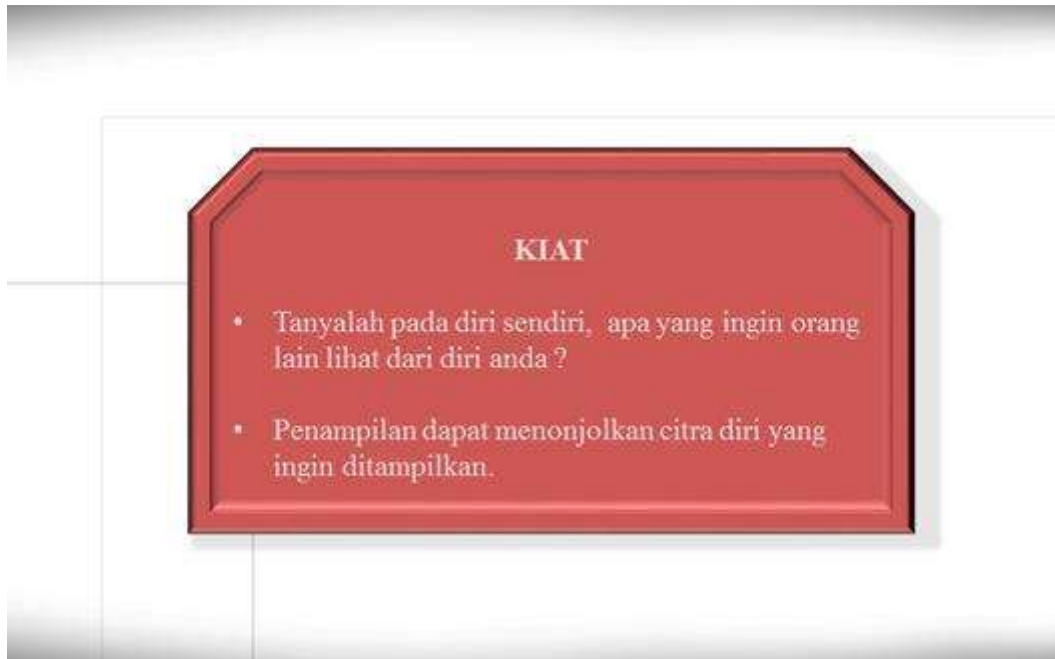 KIAT
• Tanyalah pada diri sendiri, apa yang ingin orang
lain lihat dari diri anda ?
• Penampilan dapat menonjolkan citra diri yang
ingin ditampilkan.